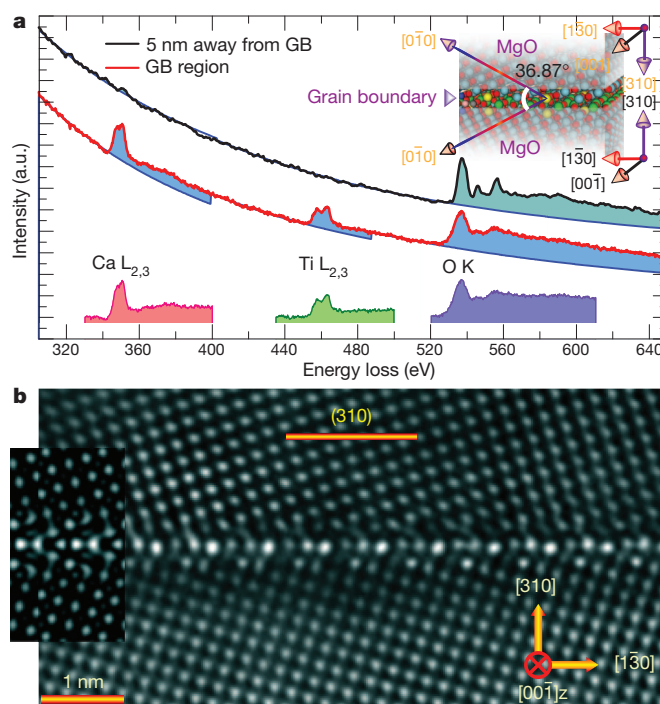 a
5 nm away from GB
GB region
Intensity (a.u.)
Grain boundary
[01̄0]
MgO
36.87°
[001̄]
MgO
[01̄0]
[13̄0]
[310]
[310]
[13̄0]
[001̄]
Ca L2,3
Ti L2,3
O K
320 360 400 440 480 520 560 600 640
Energy loss (eV)
b
(310)
[310]
[13̄0]
[001̄]z
1 nm